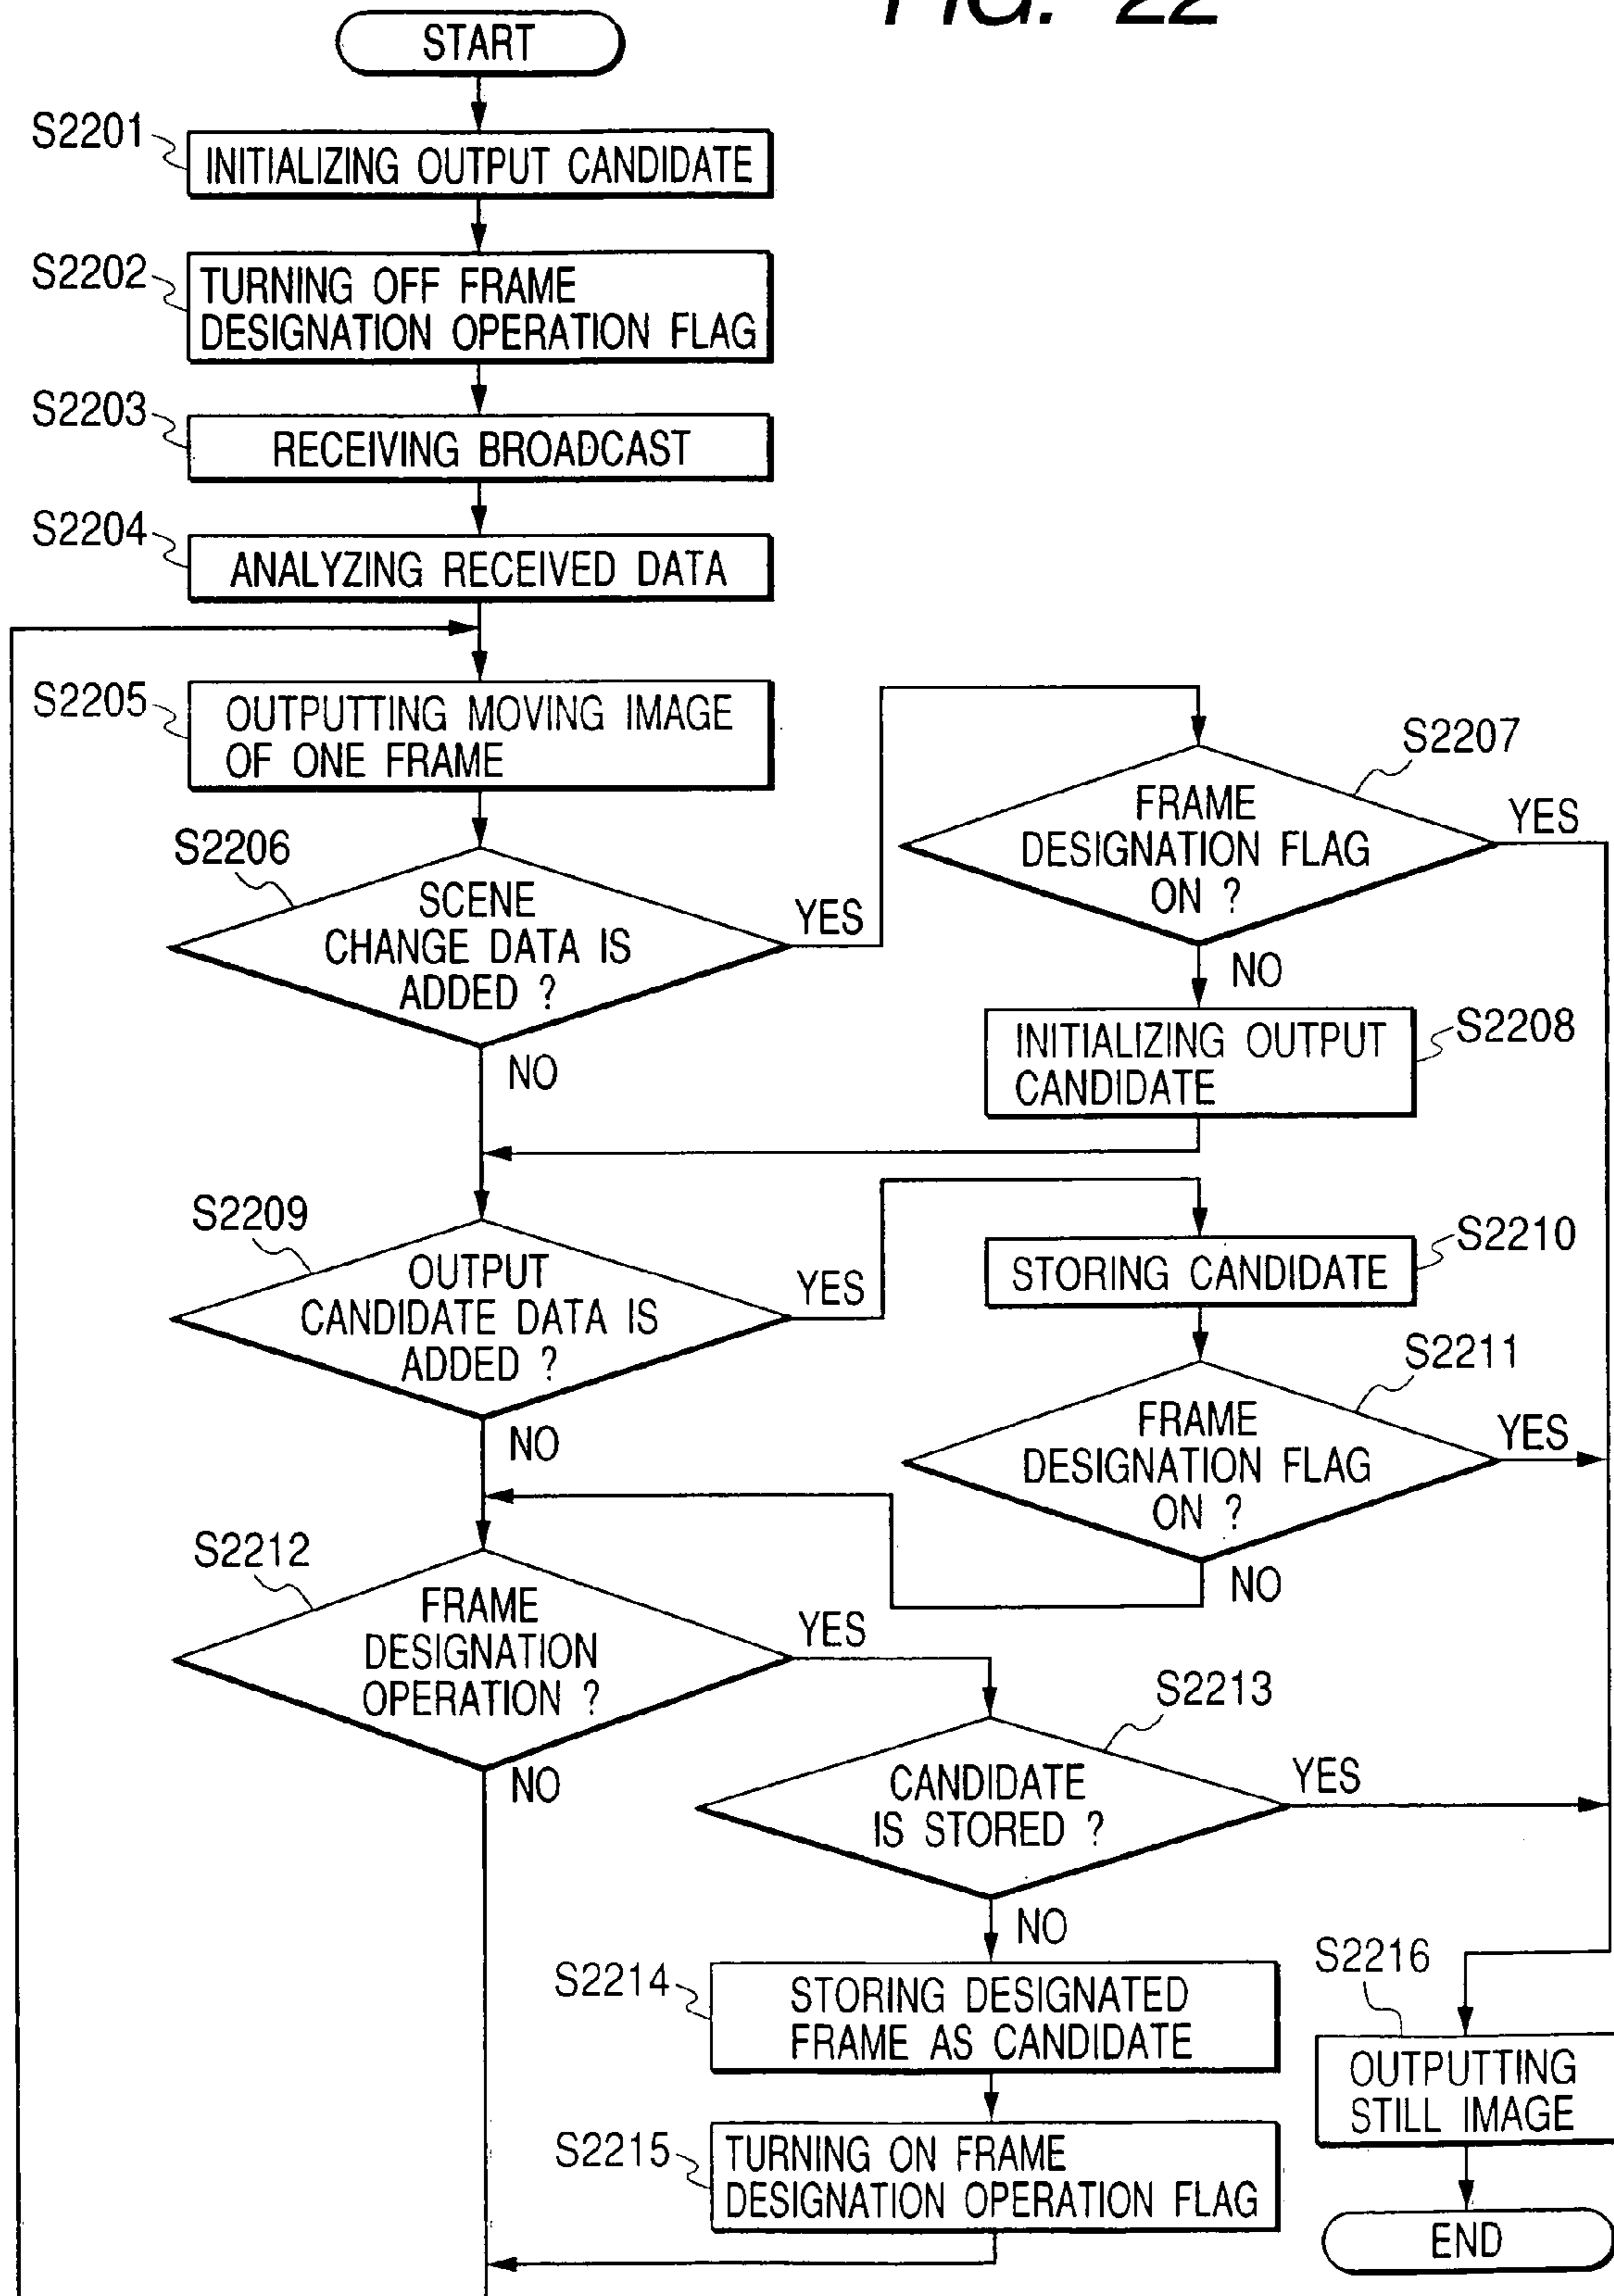 FIG. 22
START
S2201
INITIALIZING OUTPUT CANDIDATE
S2202
TURNING OFF FRAME
DESIGNATION OPERATION FLAG
S2203
RECEIVING BROADCAST
S2204
ANALYZING RECEIVED DATA
S2205
OUTPUTTING MOVING IMAGE
OF ONE FRAME
S2206
SCENE
CHANGE DATA IS
ADDED ?
YES
NO
S2207
FRAME
DESIGNATION FLAG
ON ?
YES
NO
S2208
INITIALIZING OUTPUT
CANDIDATE
S2209
OUTPUT
CANDIDATE DATA IS
ADDED ?
YES
NO
S2210
STORING CANDIDATE
S2211
FRAME
DESIGNATION FLAG
ON ?
YES
NO
S2212
FRAME
DESIGNATION
OPERATION ?
YES
NO
S2213
CANDIDATE
IS STORED ?
YES
NO
S2214
STORING DESIGNATED
FRAME AS CANDIDATE
S2215
TURNING ON FRAME
DESIGNATION OPERATION FLAG
S2216
OUTPUTTING
STILL IMAGE
END